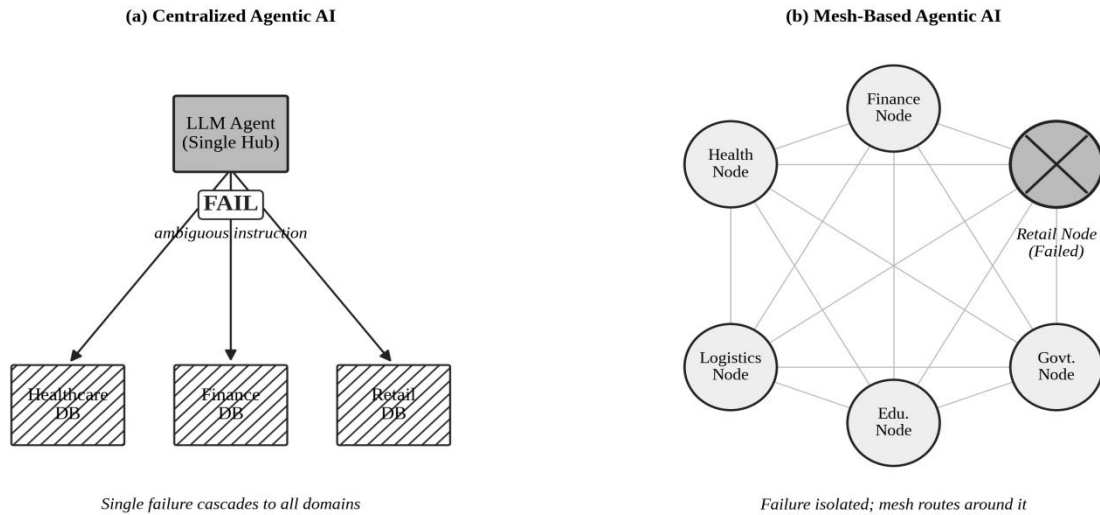 (a) Centralized Agentic AI
LLM Agent
(Single Hub)
FAIL
ambiguous instruction
Healthcare
DB
Finance
DB
Retail
DB
Single failure cascades to all domains
(b) Mesh-Based Agentic AI
Finance
Node
Health
Node
Retail Node
(Failed)
Logistics
Node
Govt.
Node
Edu.
Node
Failure isolated; mesh routes around it